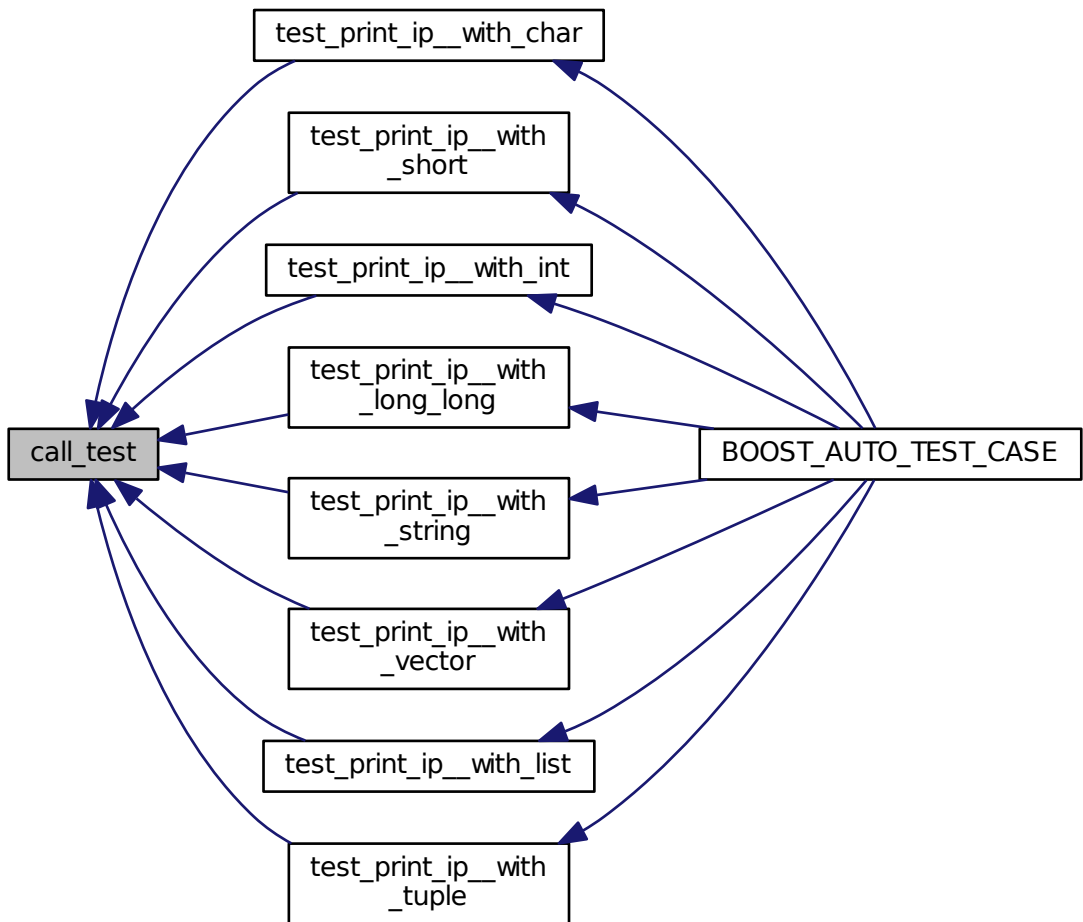 test_print_ip__with_char
test_print_ip__with
_short
test_print_ip__with_int
test_print_ip__with
_long_long
call_test
BOOST_AUTO_TEST_CASE
test_print_ip__with
_string
test_print_ip__with
_vector
test_print_ip__with_list
test_print_ip__with
_tuple